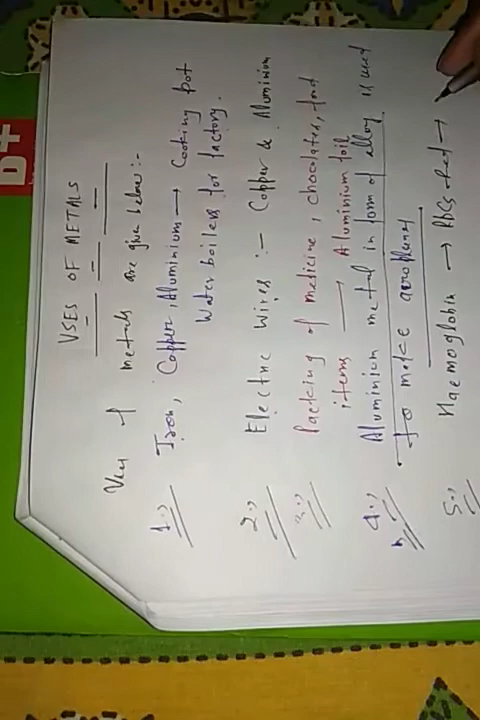 USES OF METALS
Uses of metals are given below:-
1.) Iron, Copper, Aluminium → Cooking pot
Water boilers for factory.
2.) Electric Wires :- Copper & Aluminium
3.) Packing of medicine, chocolates, food
items → Aluminium foil
4.) Aluminium metal in form of alloy is used
to make aeroplane
5.) Haemoglobin → RBCs → Red →
B+